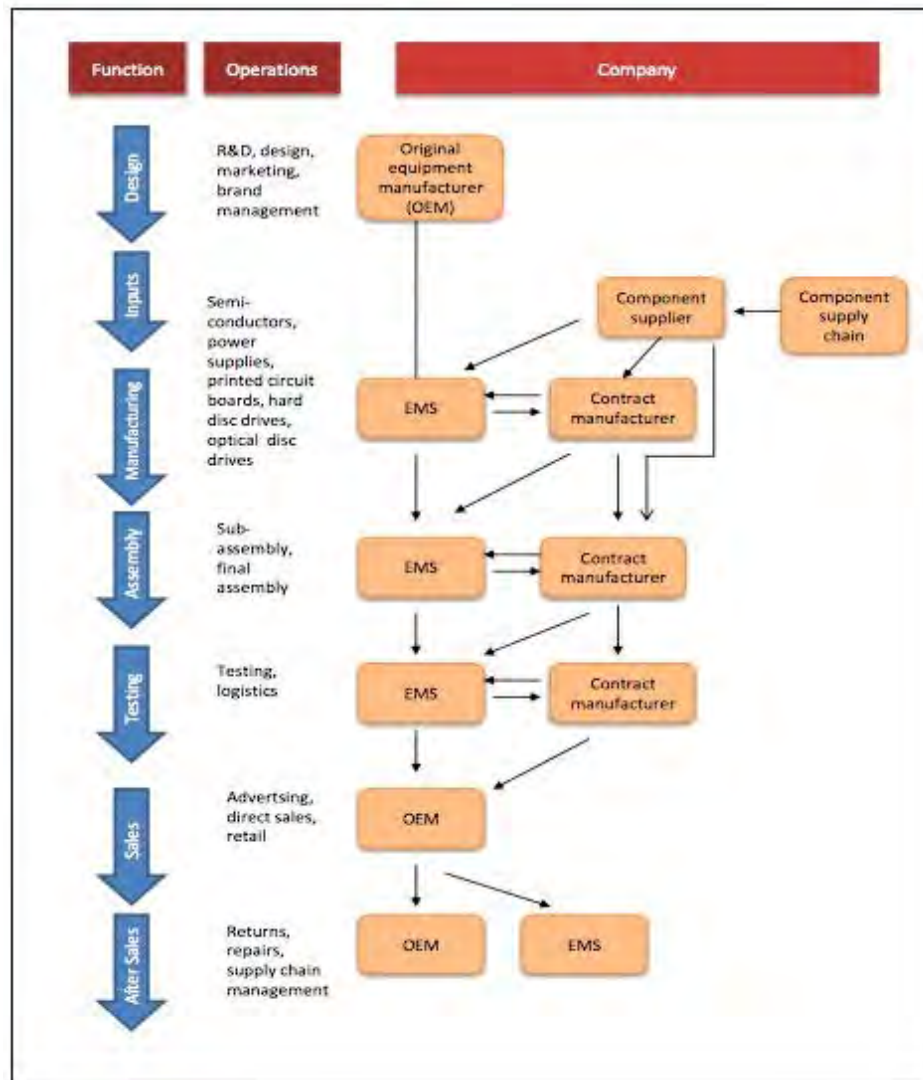 Function
Operations
Company
Design
R&D, design,
marketing,
brand
management
Original
equipment
manufacturer
(OEM)
Inputs
Semi-
conductors,
power
supplies,
printed circuit
boards, hard
disc drives,
optical disc
drives
Component
supplier
Component
supply
chain
Manufacturing
EMS
Contract
manufacturer
Assembly
Sub-
assembly,
final
assembly
EMS
Contract
manufacturer
Testing
Testing,
logistics
EMS
Contract
manufacturer
Sales
Advertsing,
direct sales,
retail
OEM
After Sales
Returns,
repairs,
supply chain
management
OEM
EMS